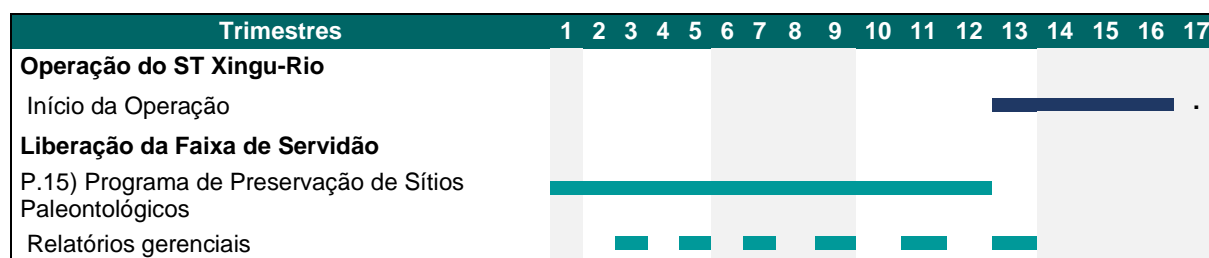 Trimestres 1 2 3 4 5 6 7 8 9 10 11 12 13 14 15 16 17
Operação do ST Xingu-Rio
Início da Operação .
Liberação da Faixa de Servidão
P.15) Programa de Preservação de Sítios
Paleontológicos
Relatórios gerenciais